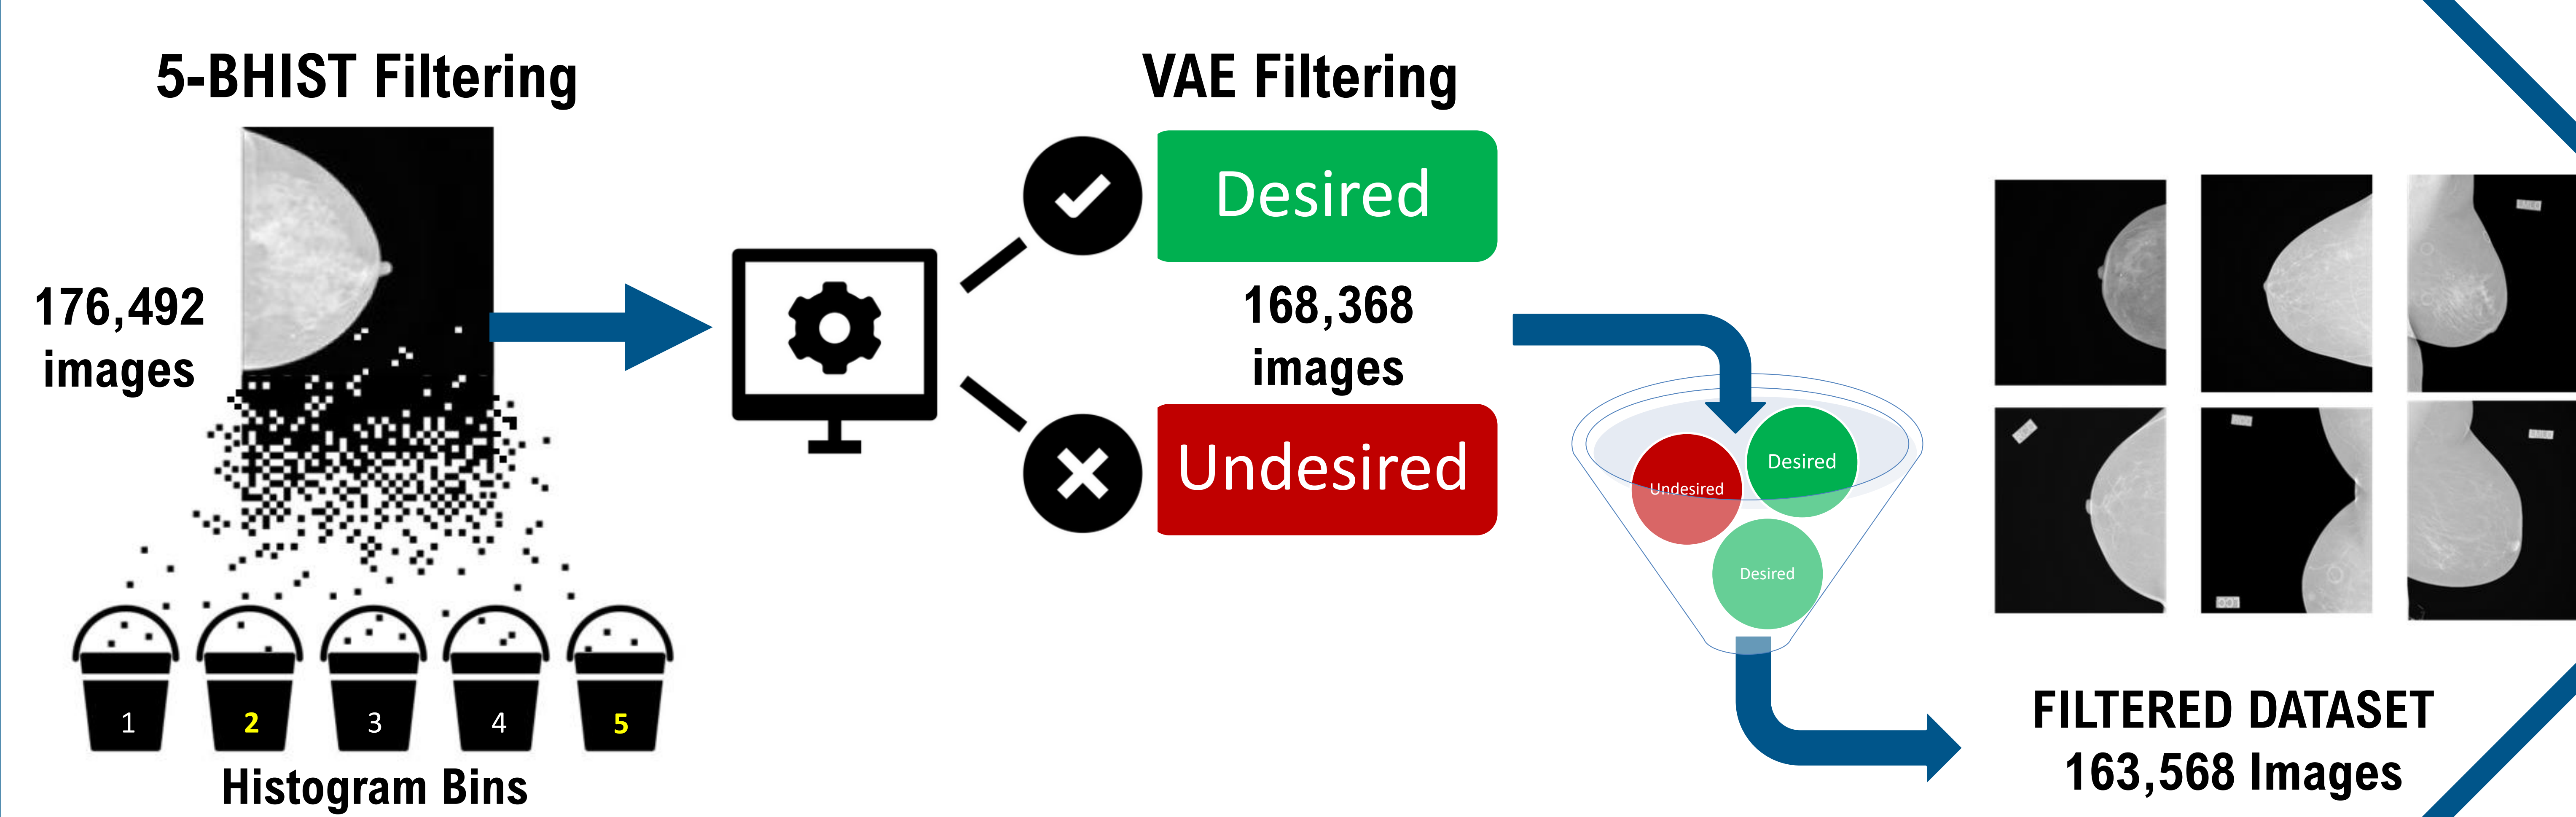 5-BHIST Filtering
176,492
images
1
2
3
4
5
Histogram Bins
VAE Filtering
Desired
168,368
images
Undesired
Undesired
Desired
Desired
FILTERED DATASET
163,568 Images